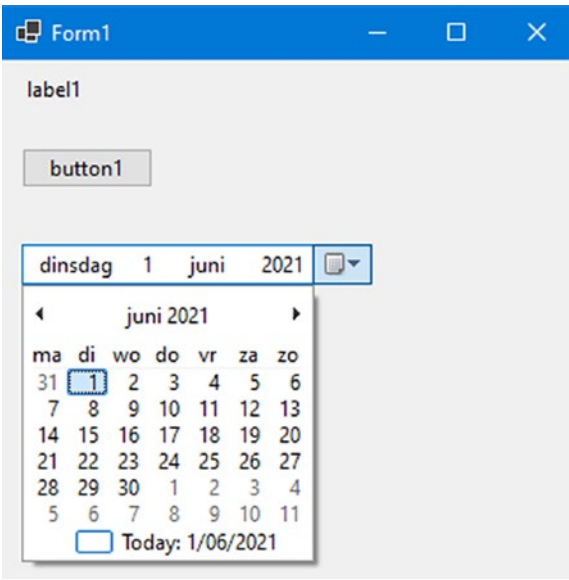 Form1
label1
button1
dinsdag 1 juni 2021
juni 2021
ma di wo do vr za zo
31 1 2 3 4 5 6
7 8 9 10 11 12 13
14 15 16 17 18 19 20
21 22 23 24 25 26 27
28 29 30 1 2 3 4
5 6 7 8 9 10 11
Today: 1/06/2021